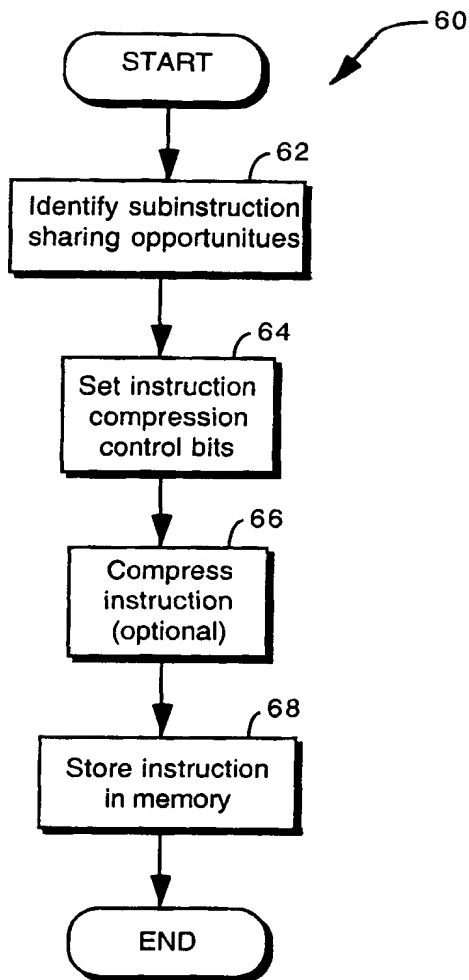 60
START
62
Identify subinstruction
sharing opportunitues
64
Set instruction
compression
control bits
66
Compress
instruction
(optional)
68
Store instruction
in memory
END